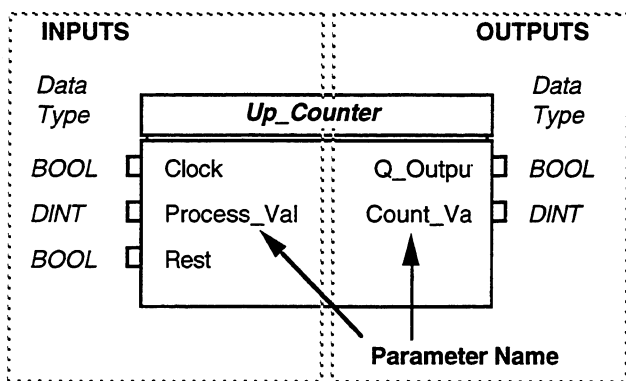 INPUTS
OUTPUTS
Data
Type
Data
Type
Up_Counter
BOOL
Clock
Q_Outpu
BOOL
DINT
Process_Val
Count_Va
DINT
BOOL
Rest
Parameter Name